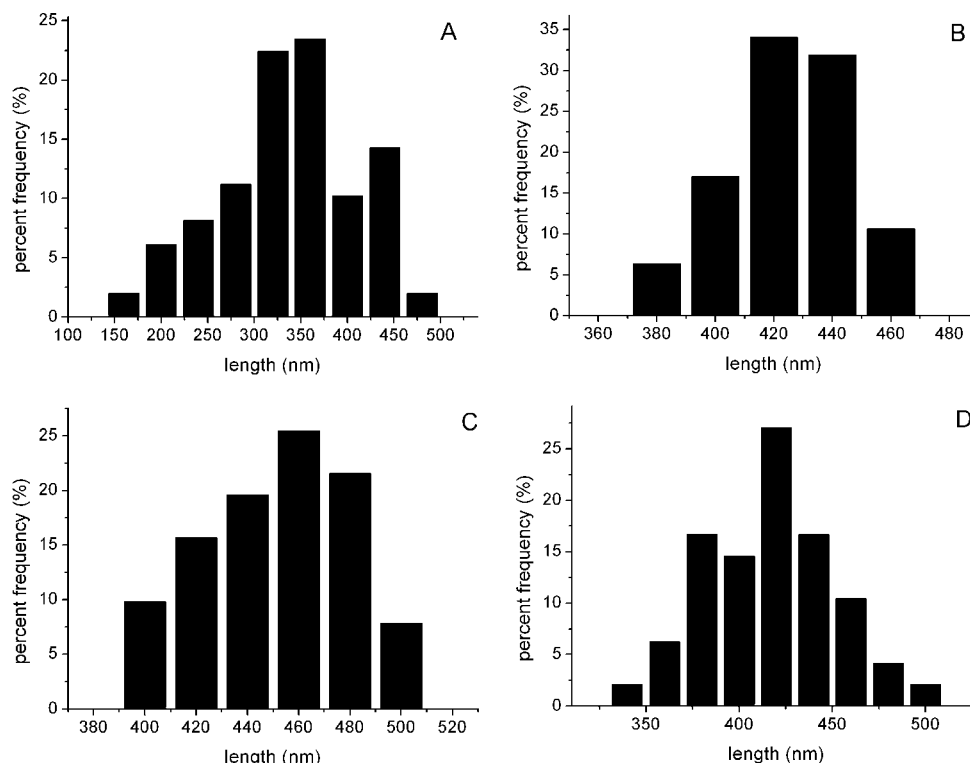 A
percent frequency (%)
25
20
15
10
5
0
100 150 200 250 300 350 400 450 500
length (nm)
B
percent frequency (%)
35
30
25
20
15
10
5
0
360 380 400 420 440 460 480
length (nm)
C
percent frequency (%)
25
20
15
10
5
0
380 400 420 440 460 480 500 520
length (nm)
D
percent frequency (%)
25
20
15
10
5
0
350 400 450 500
length (nm)